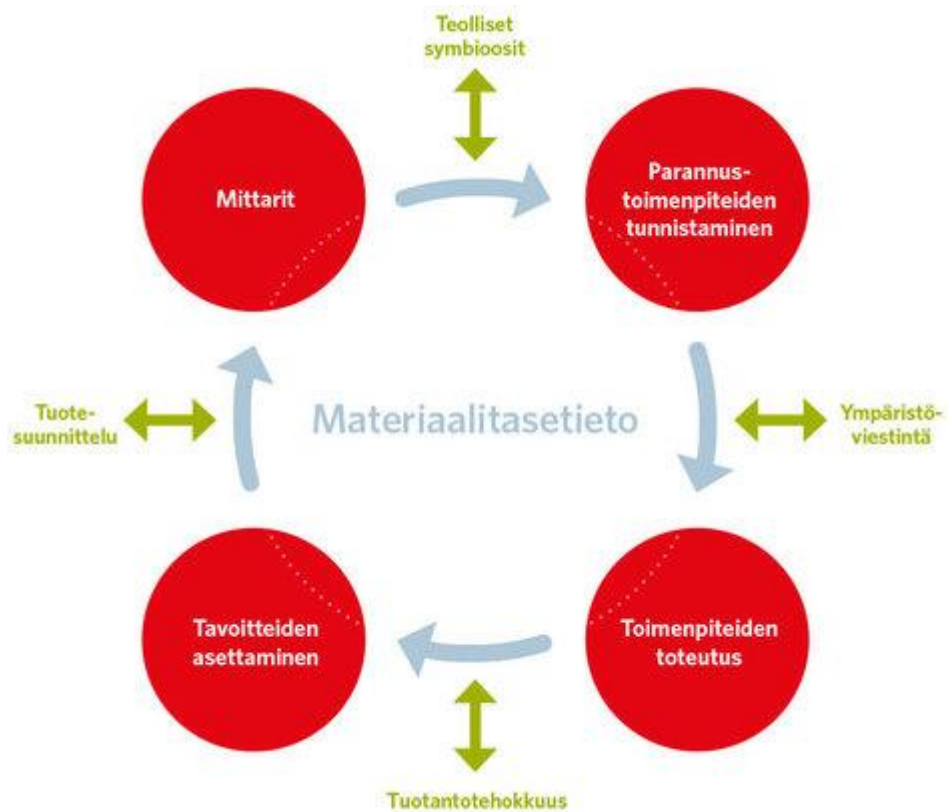 Teolliset
symbioosit
Mittarit
Parannus-
toimenpiteiden
tunnistaminen
Tuote-
suunnittelu
Materiaalitasetieto
Ympäristö-
viestintä
Tavoitteiden
asettaminen
Toimenpiteiden
toteutus
Tuotantotehokkuus